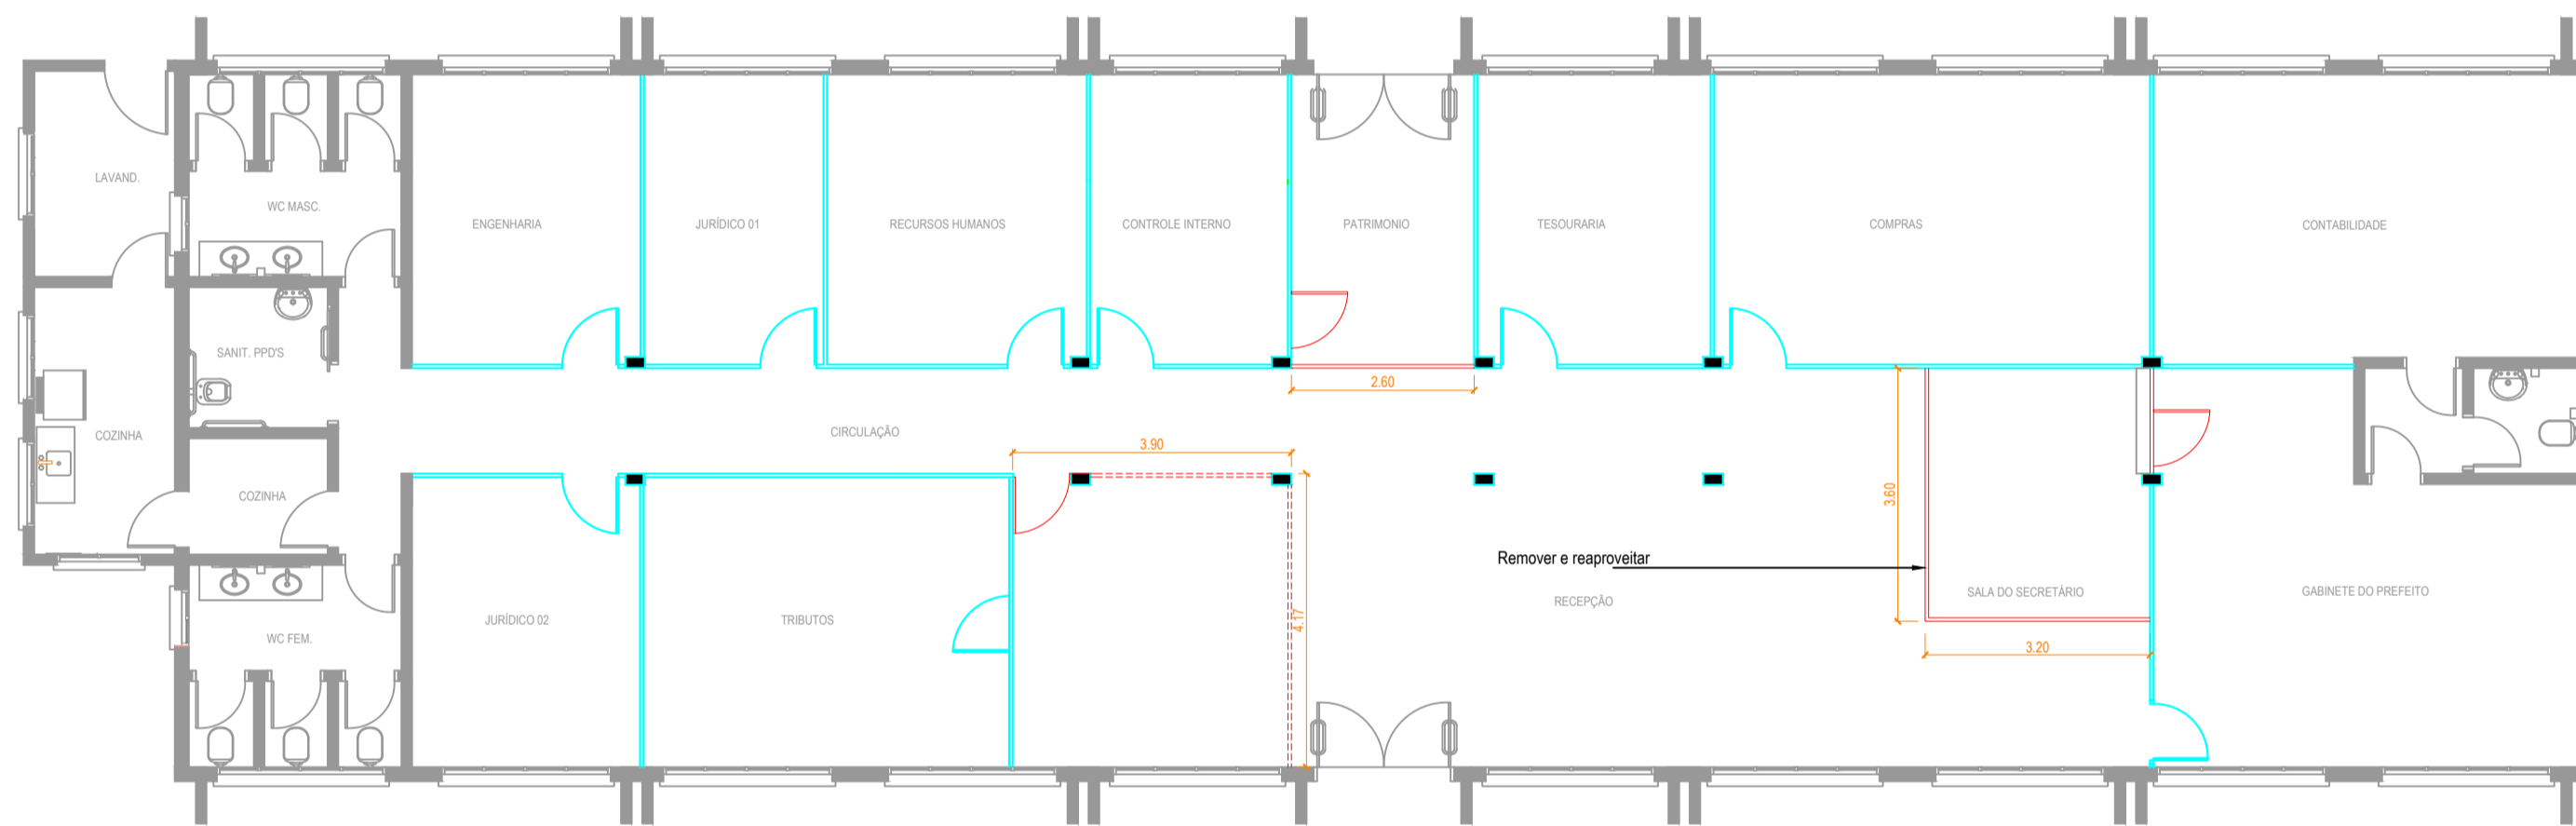 LAVAND.
WC MASC.
ENGENHARIA
JURÍDICO 01
RECURSOS HUMANOS
CONTROLE INTERNO
PATRIMONIO
TESOURARIA
COMPRAS
CONTABILIDADE
SANIT. PPD'S
2.60
COZINHA
CIRCULAÇÃO
3.90
COZINHA
3.60
Remover e reaproveitar
RECEPÇÃO
SALA DO SECRETÁRIO
GABINETE DO PREFEITO
4.17
JURÍDICO 02
TRIBUTOS
WC FEM.
3.20